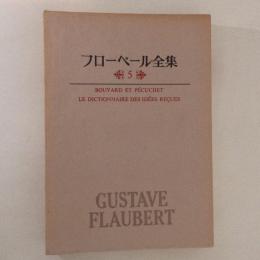 フローベール全集
5
BOUVARD ET PÉCUCHET
LE DICTIONNAIRE DES IDÉES REÇUES
GUSTAVE
FLAUBERT